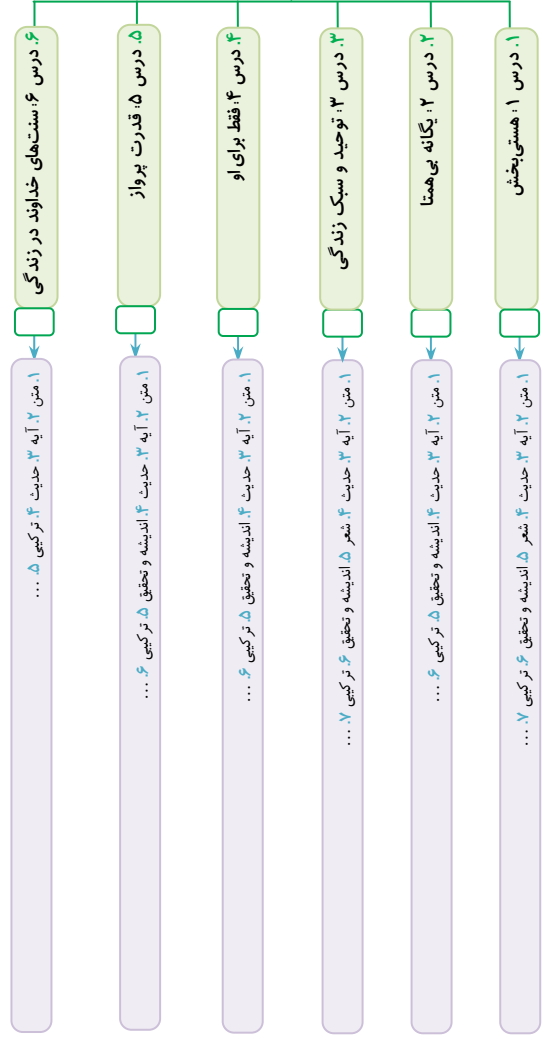 ۱. درس ۱: هستی‌بخش
۱. متن ۲. آیه ۳. حدیث ۴. شعر ۵. اندیشه و تحقیق ۶. ترکیبی ۷. ...
۲. درس ۲: یگانه بی‌همتا
۱. متن ۲. آیه ۳. حدیث ۴. اندیشه و تحقیق ۵. ترکیبی ۶. ...
۳. درس ۳: توحید و سبک زندگی
۱. متن ۲. آیه ۳. حدیث ۴. شعر ۵. اندیشه و تحقیق ۶. ترکیبی ۷. ...
۴. درس ۴: فقط برای او
۱. متن ۲. آیه ۳. حدیث ۴. اندیشه و تحقیق ۵. ترکیبی ۶. ...
۵. درس ۵: قدرت پرواز
۱. متن ۲. آیه ۳. حدیث ۴. اندیشه و تحقیق ۵. ترکیبی ۶. ...
۶. درس ۶: سنت‌های خداوند در زندگی
۱. متن ۲. آیه ۳. حدیث ۴. ترکیبی ۵. ...